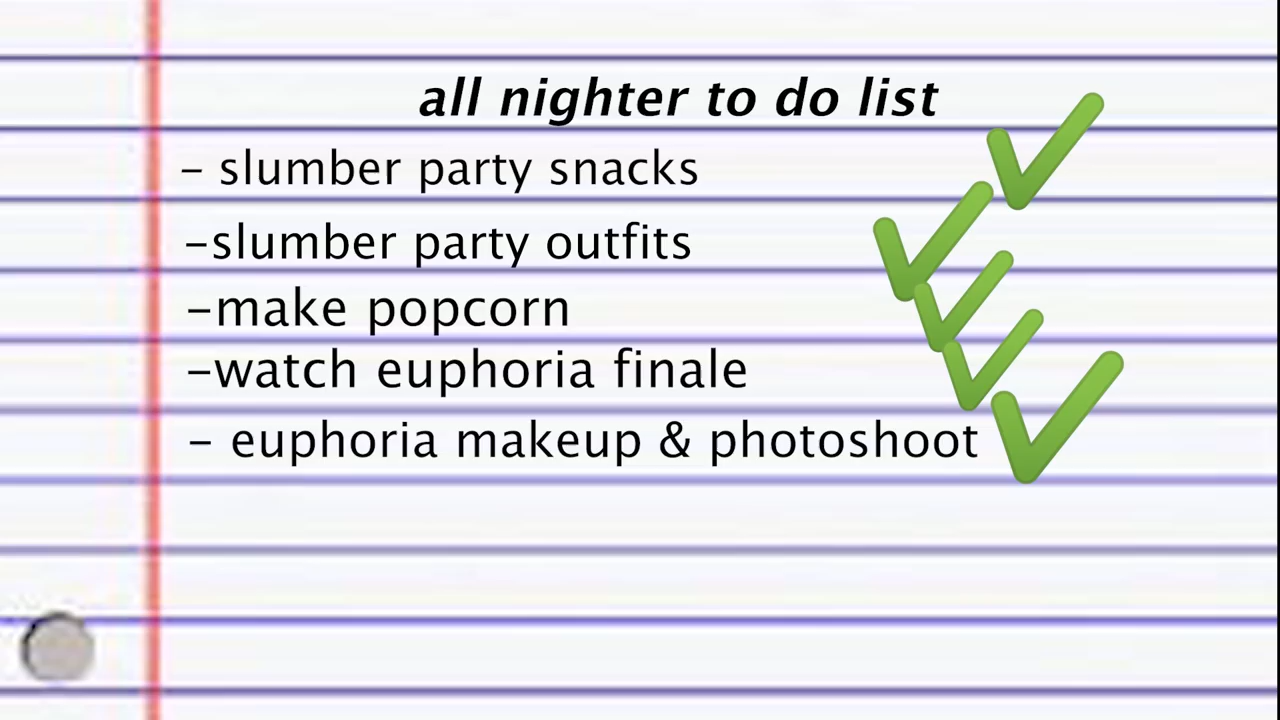 all nighter to do list
- slumber party snacks
-slumber party outfits
-make popcorn
-watch euphoria finale
- euphoria makeup & photoshoot